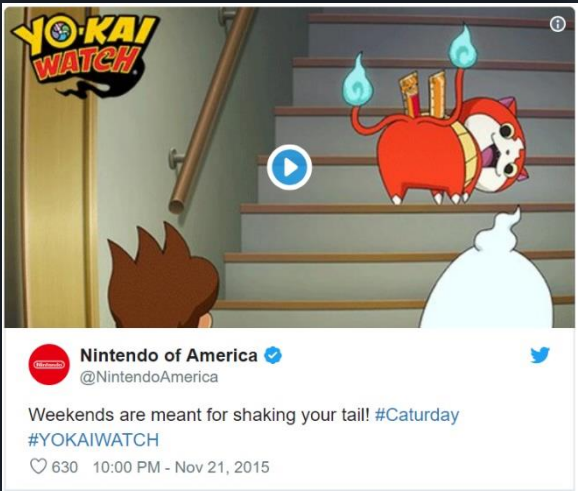 YO-KAI
WATCH
Nintendo of America
Nintendo
@NintendoAmerica
Weekends are meant for shaking your tail! #Caturday
#YOKAIWATCH
630 10:00 PM - Nov 21, 2015